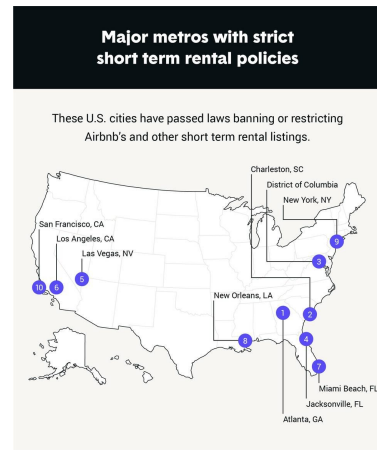 Major metros with strict
short term rental policies
These U.S. cities have passed laws banning or restricting
Airbnb's and other short term rental listings.
Charleston, SC
District of Columbia
New York, NY
San Francisco, CA
Los Angeles, CA
Las Vegas, NV
New Orleans, LA
9
3
5
10
6
1
2
8
4
7
Miami Beach, FL
Jacksonville, FL
Atlanta, GA